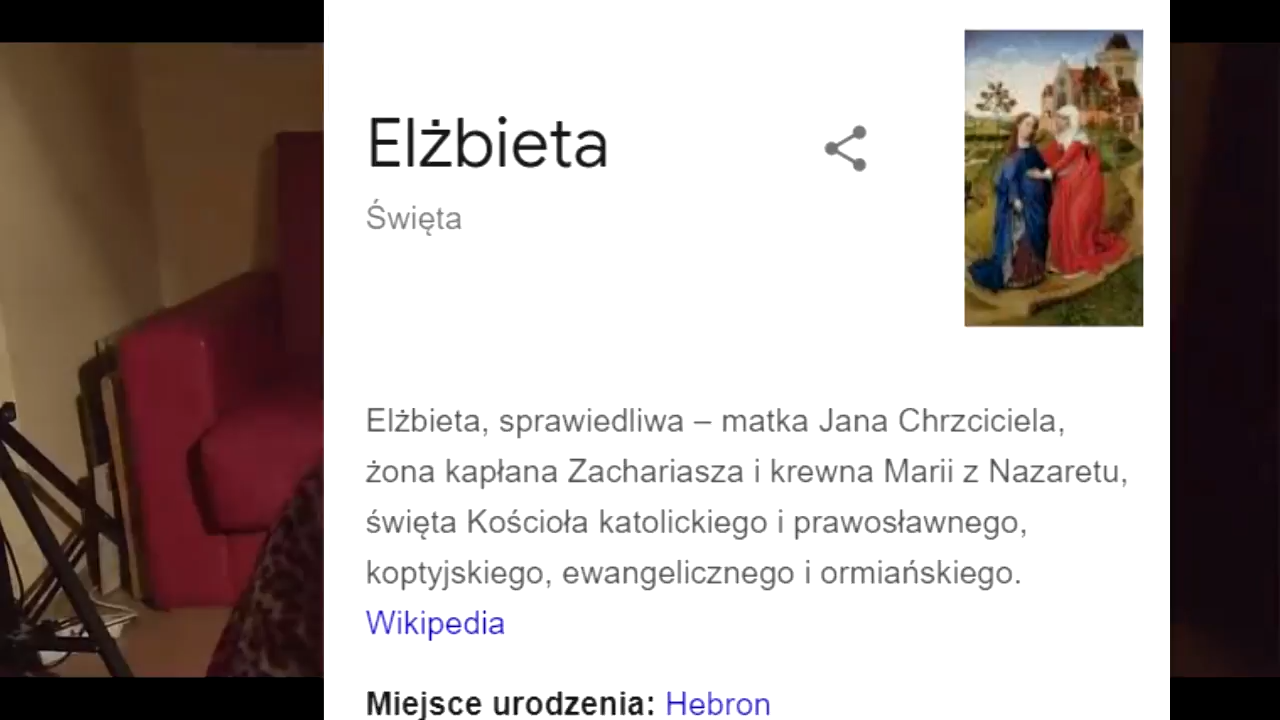 Elżbieta
Święta
Elżbieta, sprawiedliwa – matka Jana Chrzciciela,
żona kapłana Zachariasza i krewna Marii z Nazaretu,
święta Kościoła katolickiego i prawosławnego,
koptyjskiego, ewangelicznego i ormiańskiego.
Wikipedia
Miejsce urodzenia: Hebron